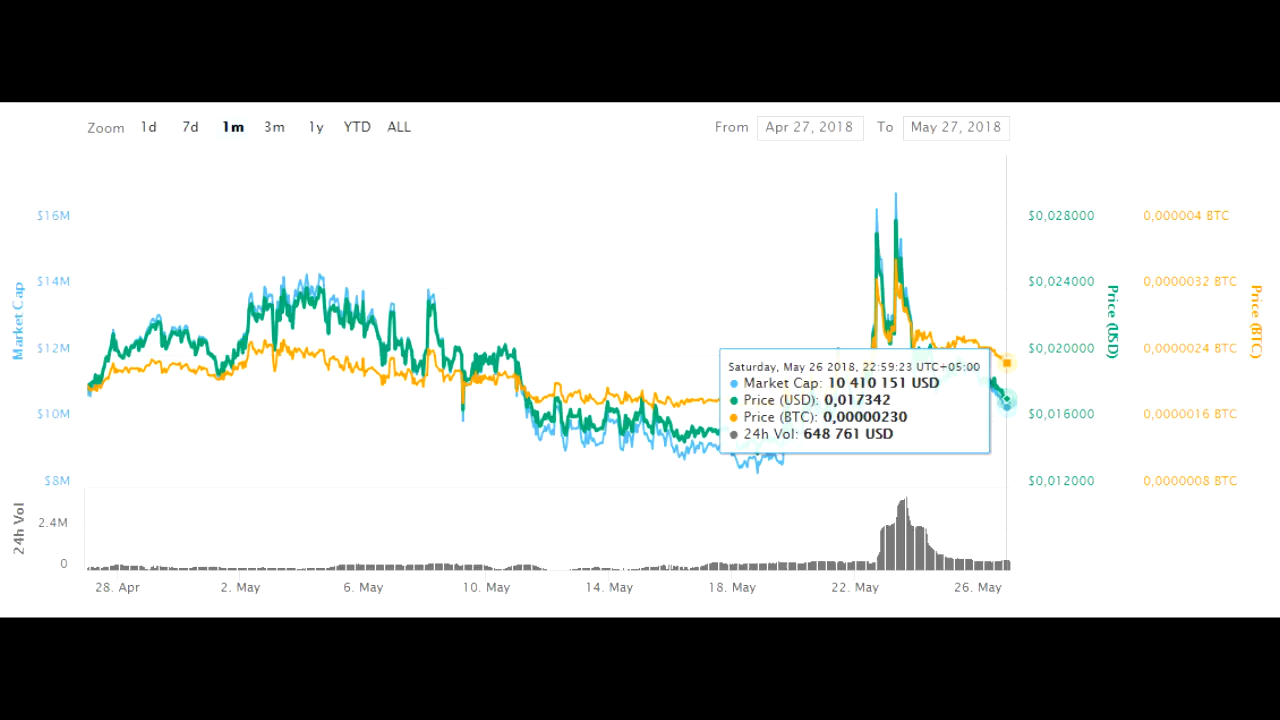 Zoom 1d 7d 1m 3m 1y YTD ALL From Apr 27, 2018 To May 27, 2018
$16M $0,028000 0,000004 BTC
$14M $0,024000 0,0000032 BTC
Market Cap Price (USD) Price (BTC)
$12M $0,020000 0,0000024 BTC
Saturday, May 26 2018, 22:59:23 UTC+05:00
Market Cap: 10 410 151 USD
Price (USD): 0,017342
Price (BTC): 0,00000230
24h Vol: 648 761 USD
$10M $0,016000 0,0000016 BTC
$8M $0,012000 0,0000008 BTC
24h Vol
2.4M
0
28. Apr 2. May 6. May 10. May 14. May 18. May 22. May 26. May